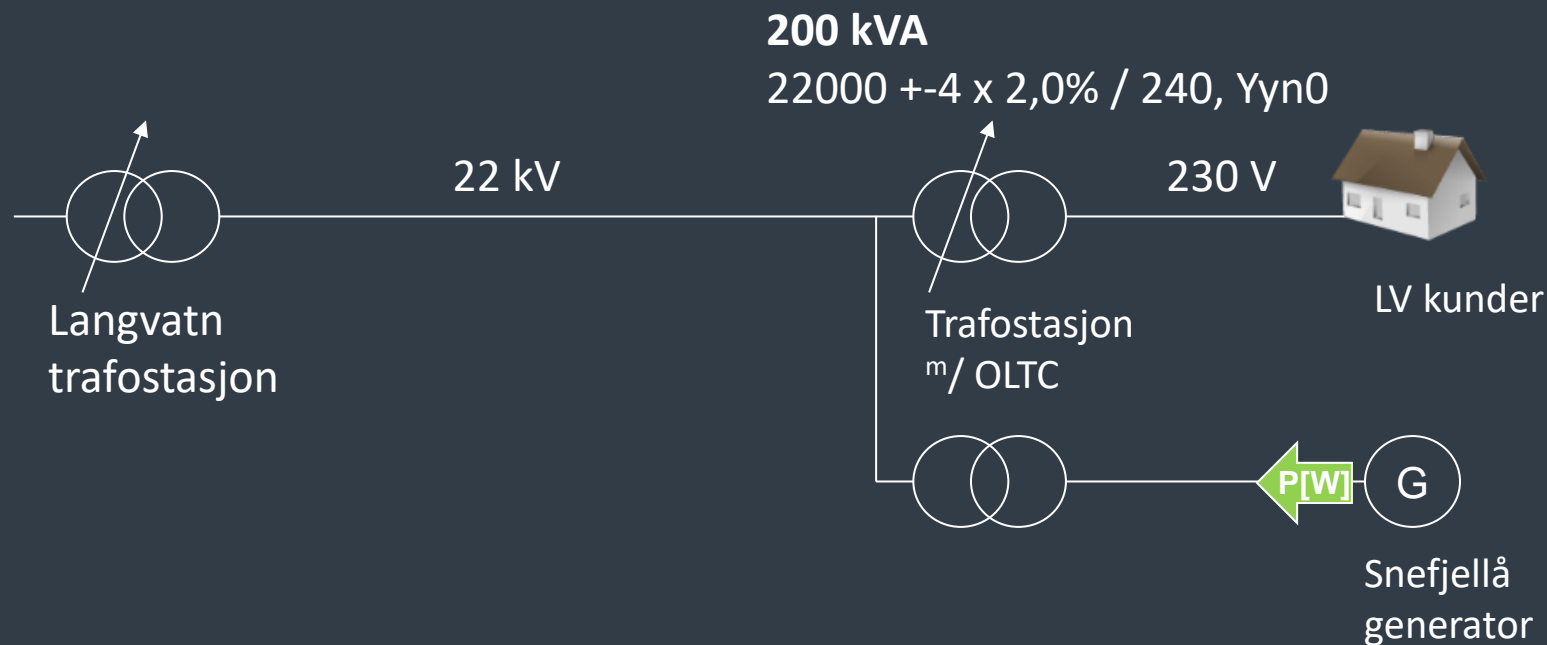 200 kVA
22000 +-4 x 2,0% / 240, Yyn0
22 kV
230 V
Langvatn
trafostasjon
Trafostasjon
m/ OLTC
LV kunder
P[W]
G
Snefjellå
generator